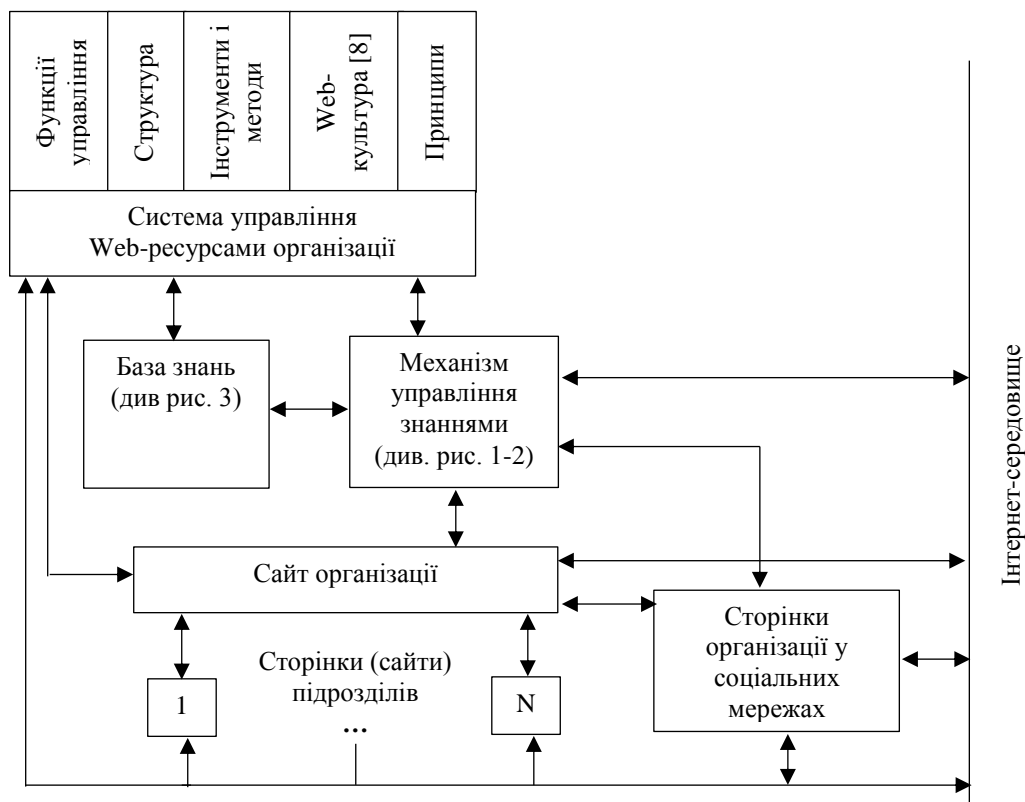 Функції
управління
Структура
Інструменти і
методи
Web-
культура [8]
Принципи
Система управління
Web-ресурсами організації
База знань
(див рис. 3)
Механізм
управління
знаннями
(див. рис. 1-2)
Інтернет-середовище
Сайт організації
Сторінки
організації у
соціальних
мережах
Сторінки (сайти)
підрозділів
1
...
N